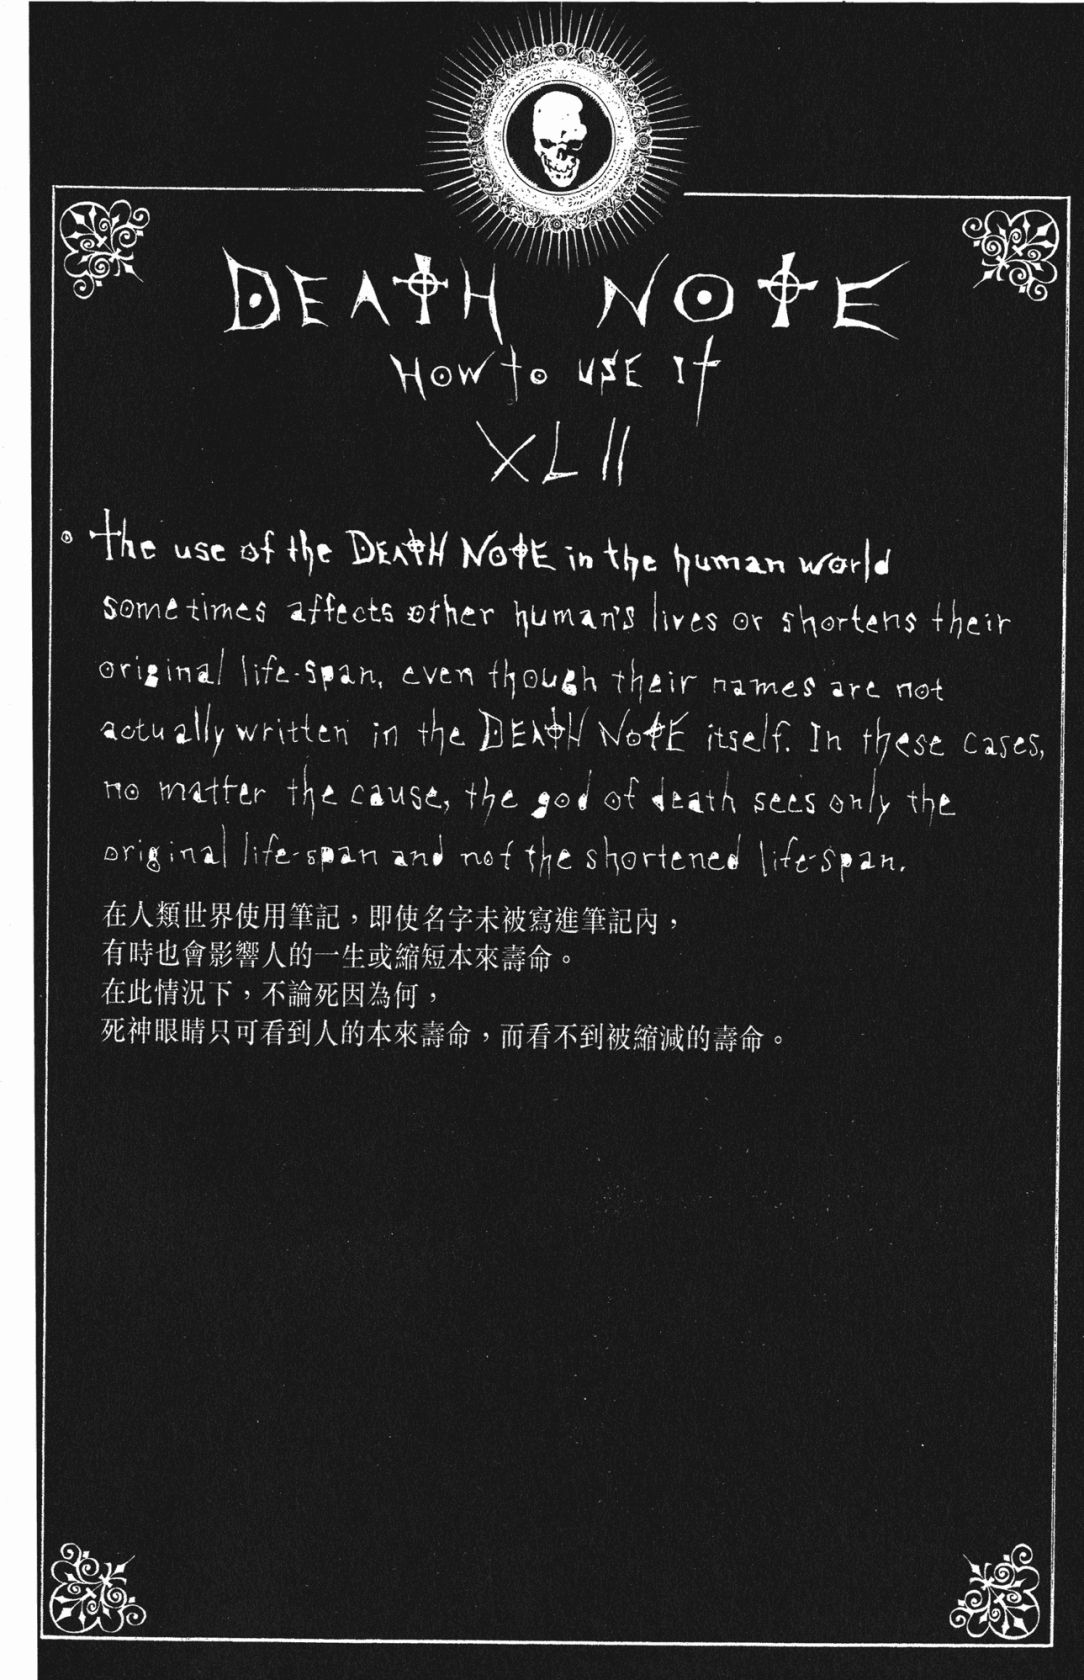 DEATH NOTE
HOW to USE It
XLII
The use of the DEATH NOTE in the human world
sometimes affects other human's lives or shortens their
original life-span, even though their names are not
actually written in the DEATH NOTE itself. In these cases,
no matter the cause, the god of death sees only the
original life-span and not the shortened life-span.
在人類世界使用筆記，即使名字未被寫進筆記內，
有時也會影響人的一生或縮短本來壽命。
在此情況下，不論死因為何，
死神眼睛只可看到人的本來壽命，而看不到被縮減的壽命。